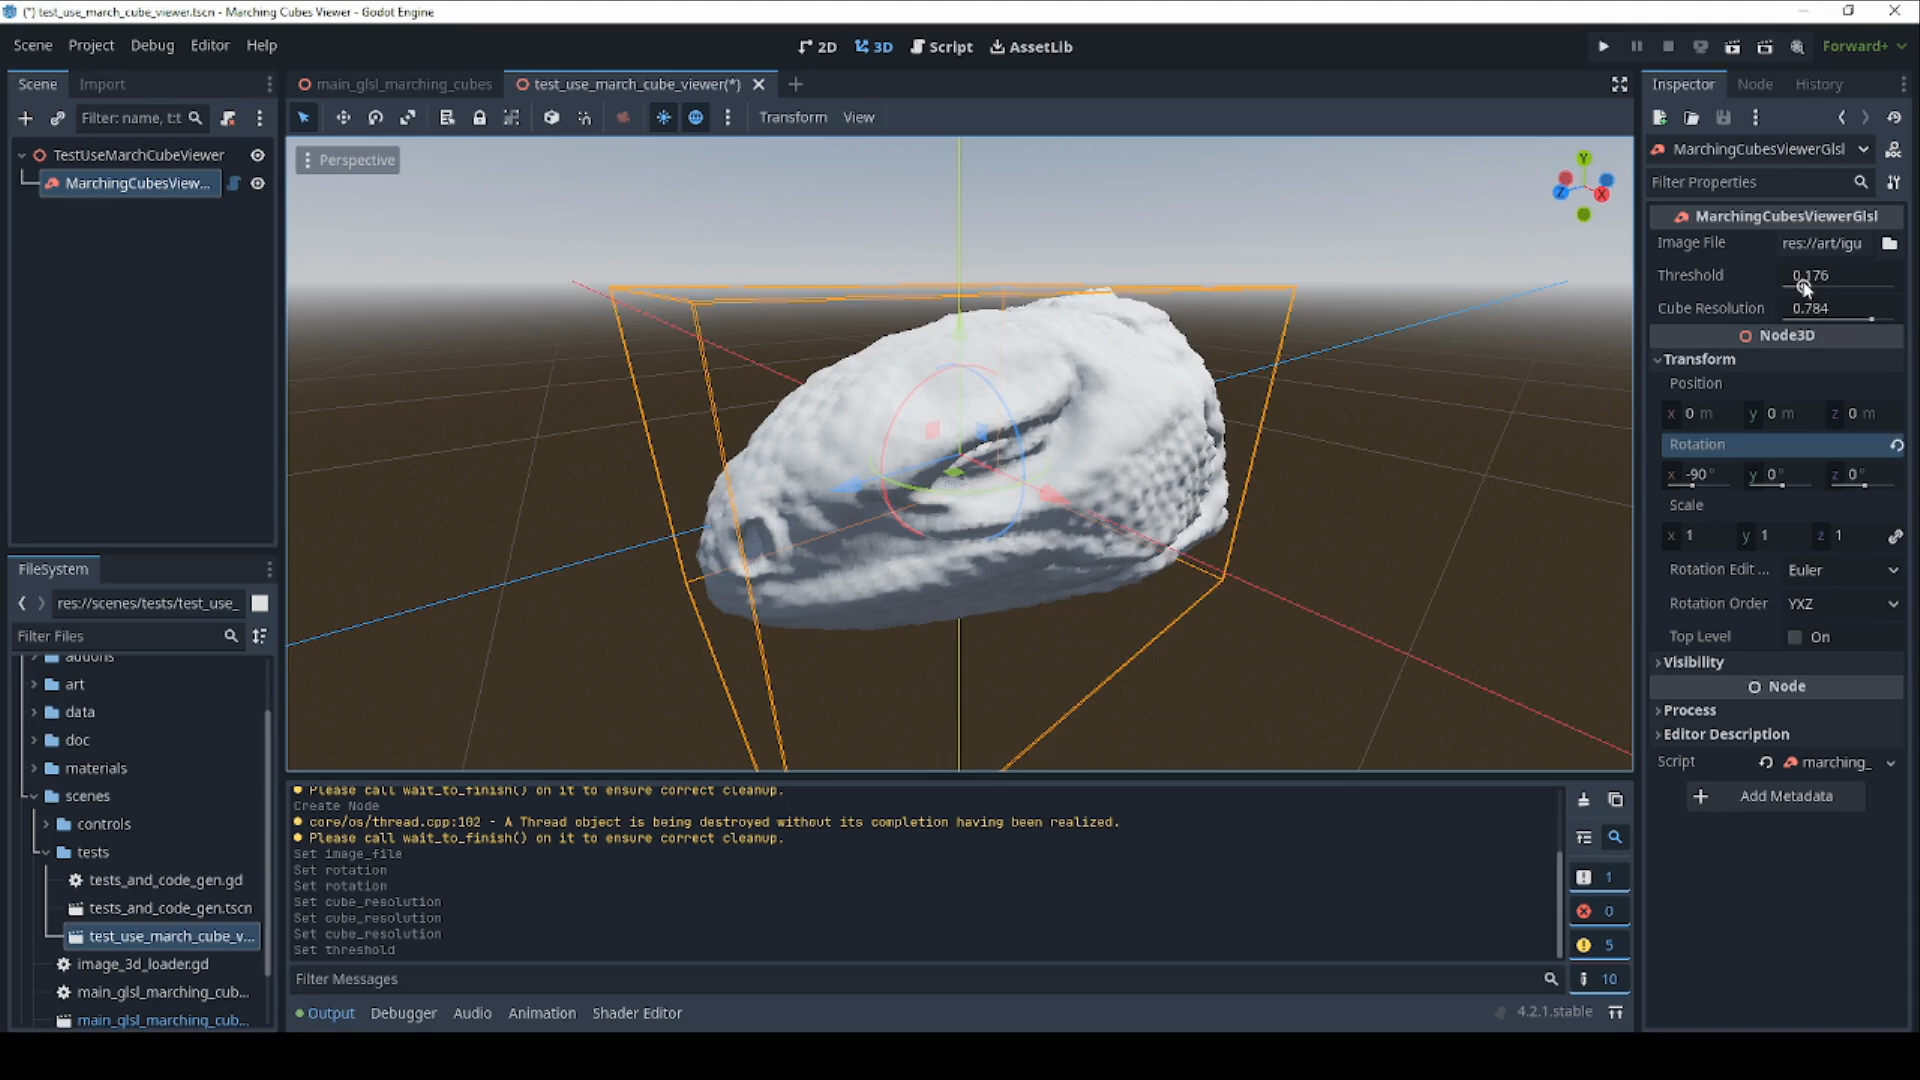 (*) test_use_march_cube_viewer.tscn - Marching Cubes Viewer - Godot Engine
Scene Project Debug Editor Help
2D 3D Script AssetLib
Forward+
Scene Import
main_glsl_marching_cubes test_use_march_cube_viewer(*)
Inspector Node History
Filter: name, t:t
Transform View
TestUseMarchCubeViewer
MarchingCubesView...
Perspective
Y
Z
X
MarchingCubesViewerGlsl
Filter Properties
MarchingCubesViewerGlsl
Image File res://art/igu
Threshold 0.176
Cube Resolution 0.784
Node3D
Transform
Position
x 0 m y 0 m z 0 m
Rotation
x -90° y 0° z 0°
Scale
x 1 y 1 z 1
Rotation Edit ... Euler
Rotation Order YXZ
Top Level On
Visibility
Node
Process
Editor Description
Script marching_
Add Metadata
FileSystem
res://scenes/tests/test_use_
Filter Files
addons
art
data
doc
materials
scenes
controls
tests
tests_and_code_gen.gd
tests_and_code_gen.tscn
test_use_march_cube_v...
image_3d_loader.gd
main_glsl_marching_cub...
main_glsl_marching_cub...
Please call wait_to_finish() on it to ensure correct cleanup.
Create Node
core/os/thread.cpp:102 - A Thread object is being destroyed without its completion having been realized.
Please call wait_to_finish() on it to ensure correct cleanup.
Set image_file
Set rotation
Set rotation
Set cube_resolution
Set cube_resolution
Set cube_resolution
Set threshold
1
0
5
10
Filter Messages
Output Debugger Audio Animation Shader Editor
4.2.1.stable